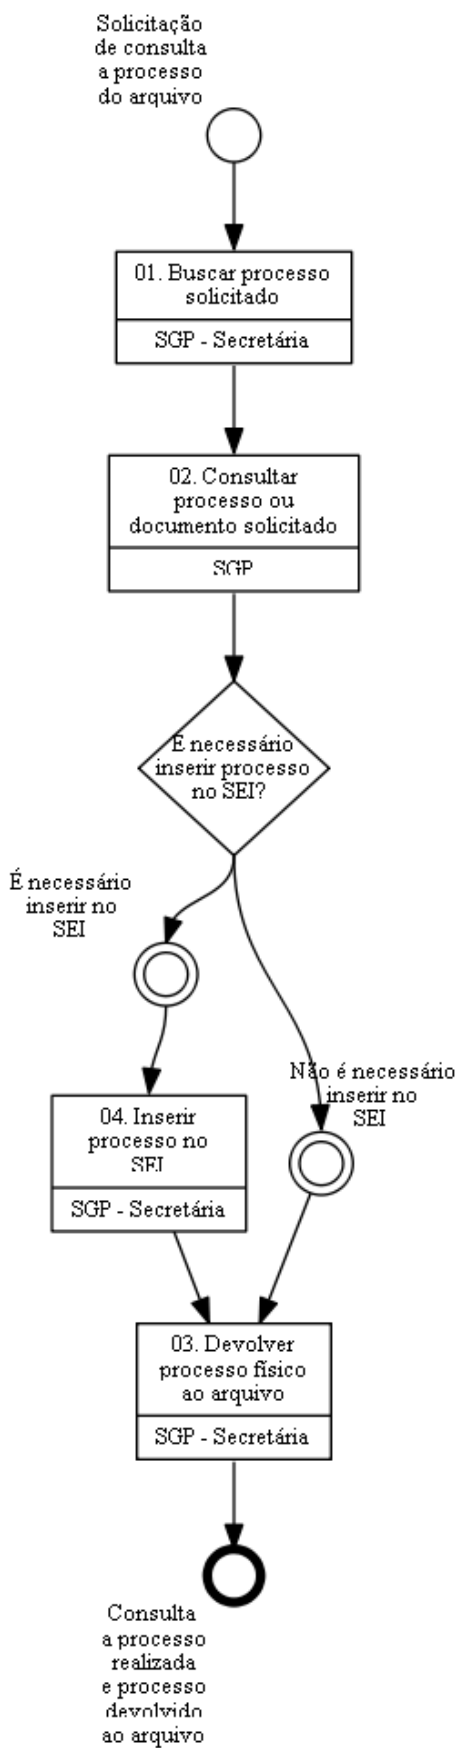 Solicitação
de consulta
a processo
do arquivo
01. Buscar processo
solicitado
SGP - Secretária
02. Consultar
processo ou
documento solicitado
SGP
É necessário
inserir processo
no SEI?
É necessário
inserir no
SEI
Não é necessário
inserir no
SEI
04. Inserir
processo no
SEI
SGP - Secretária
03. Devolver
processo físico
ao arquivo
SGP - Secretária
Consulta
a processo
realizada
e processo
devolvido
ao arquivo